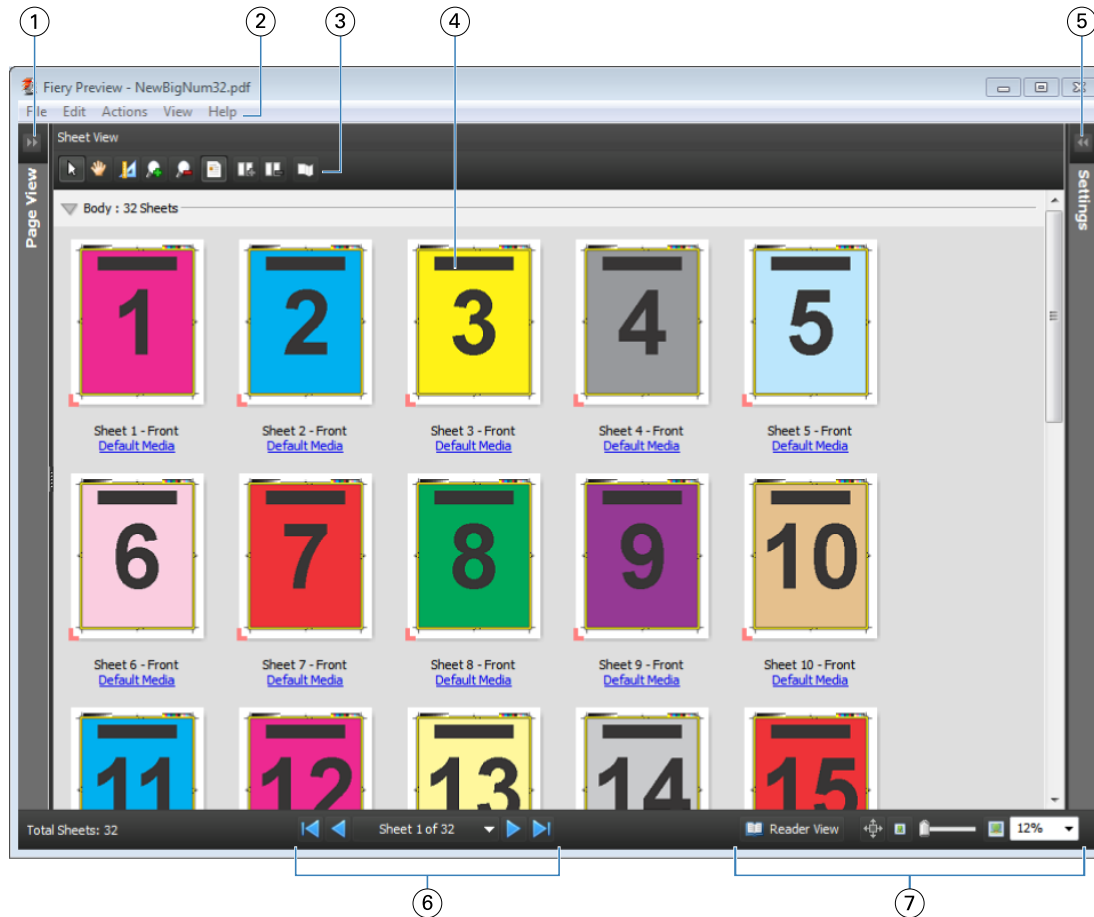 1 2 3 4 5
Fiery Preview - NewBigNum32.pdf
File Edit Actions View Help
Sheet View
Page View
Settings
Body : 32 Sheets
1 2 3 4 5
Sheet 1 - Front Sheet 2 - Front Sheet 3 - Front Sheet 4 - Front Sheet 5 - Front
Default Media Default Media Default Media Default Media Default Media
6 7 8 9 10
Sheet 6 - Front Sheet 7 - Front Sheet 8 - Front Sheet 9 - Front Sheet 10 - Front
Default Media Default Media Default Media Default Media Default Media
11 12 13 14 15
Total Sheets: 32 Sheet 1 of 32 Reader View 12%
6 7